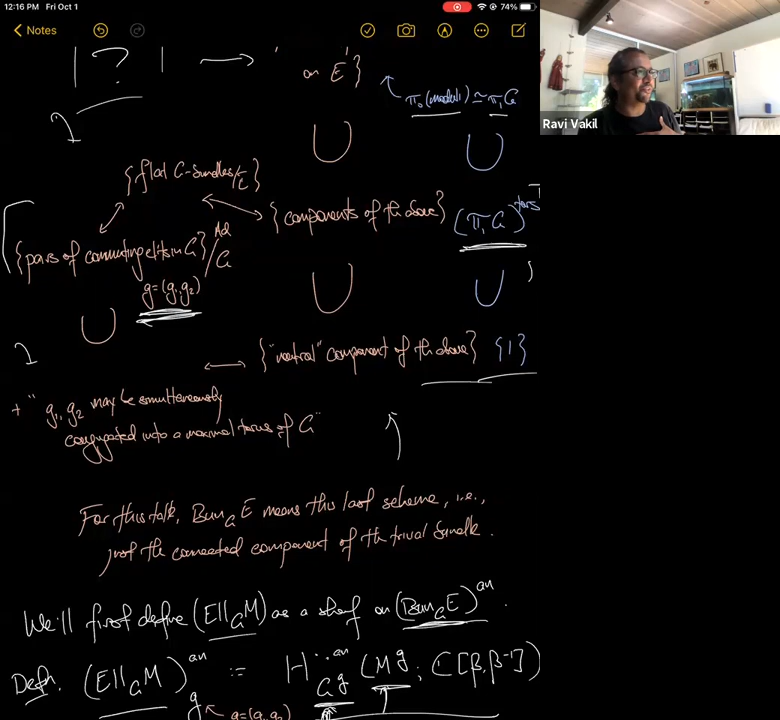 12:16 PM Fri Oct 1
74%
Notes
| ? | →
on E}
π₀(moduli) ≃ π₁G
Ravi Vakil
{flat G-bundles/E}
{components of the above} (π₁G)^tors
{pairs of commuting elts in G}/Ad G
g=(g₁,g₂)
{"neutral" component of the above} {1}
+ "g₁, g₂ may be simultaneously
conjugated into a maximal torus of G"
For this talk, Bun_G E means this last scheme, i.e.,
just the connected component of the trivial bundle.
We'll first define (Ell_G M) as a sheaf on (Bun_G E)^an.
Defn. (Ell_G M)^an_g := H^an_{G^g} (M^g; ℂ[β,β⁻¹])
g=(g₁,g₂)